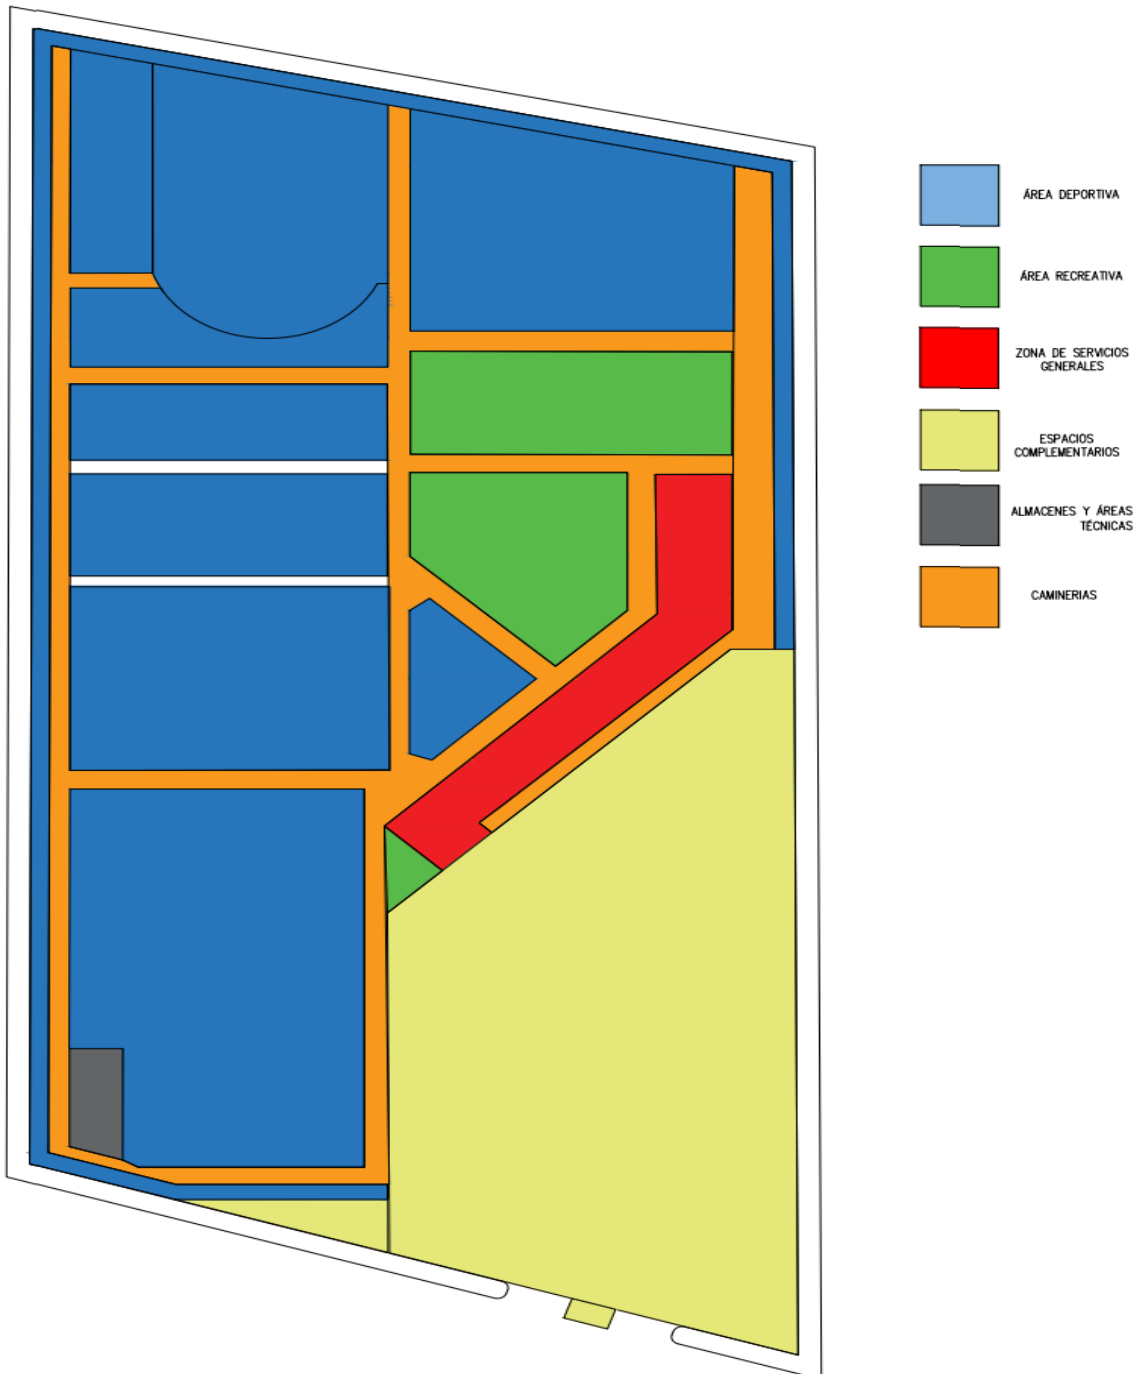 ÁREA DEPORTIVA
ÁREA RECREATIVA
ZONA DE SERVICIOS
GENERALES
ESPACIOS
COMPLEMENTARIOS
ALMACENES Y ÁREAS
TÉCNICAS
CAMINERIAS